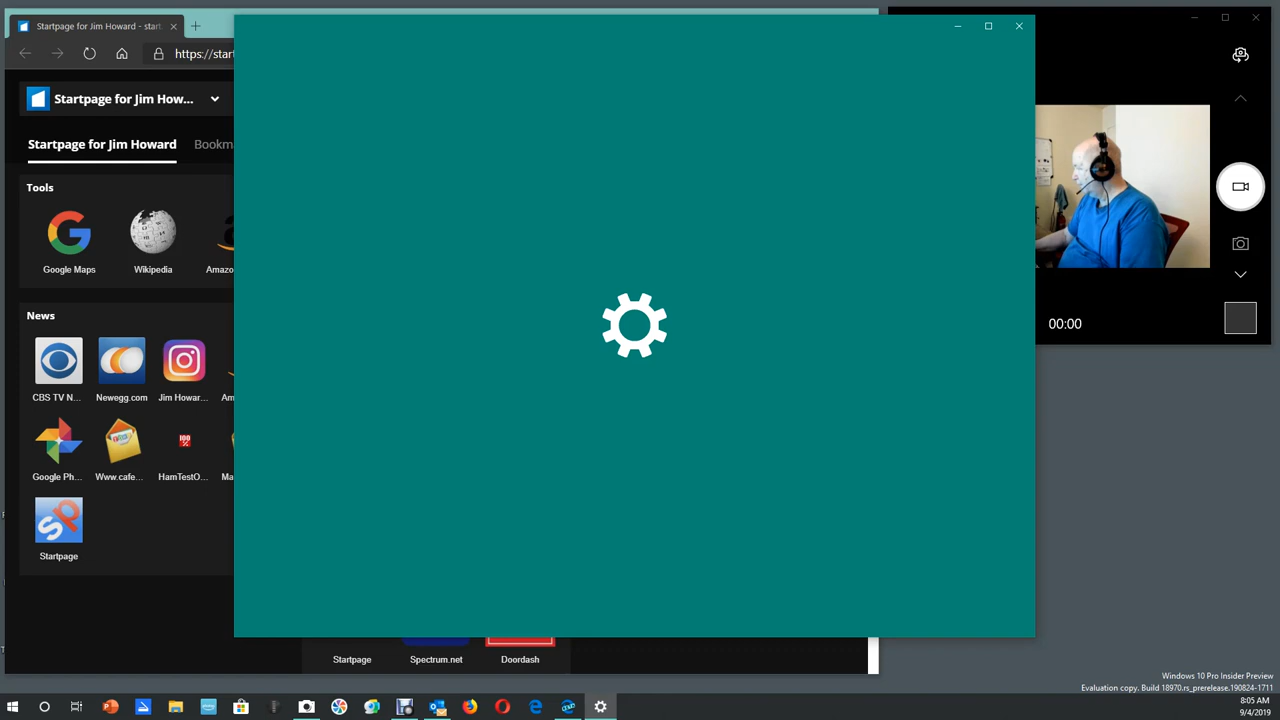 Startpage for Jim Howard - start
https://start
Startpage for Jim How...
Startpage for Jim Howard
Bookm
Tools
Google Maps
Wikipedia
Amazo
News
CBS TV N...
Newegg.com
Jim Howar...
Am
Google Ph...
Www.cafe...
HamTestO...
Ma
Startpage
Startpage
Spectrum.net
Doordash
00:00
Windows 10 Pro Insider Preview
Evaluation copy. Build 18970.rs_prerelease.190824-1711
8:05 AM
9/4/2019